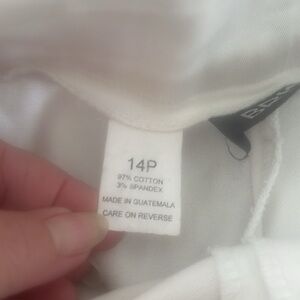 14P
97% COTTON
3% SPANDEX
MADE IN GUATEMALA
CARE ON REVERSE